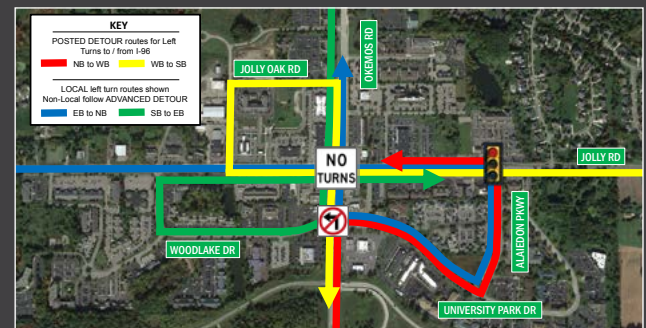 KEY
POSTED DETOUR routes for Left
Turns to / from I-96
NB to WB
WB to SB
LOCAL left turn routes shown
Non-Local follow ADVANCED DETOUR
EB to NB
SB to EB
JOLLY OAK RD
OKEMOS RD
NO
TURNS
JOLLY RD
WOODLAKE DR
ALAIEDON PKWY
UNIVERSITY PARK DR